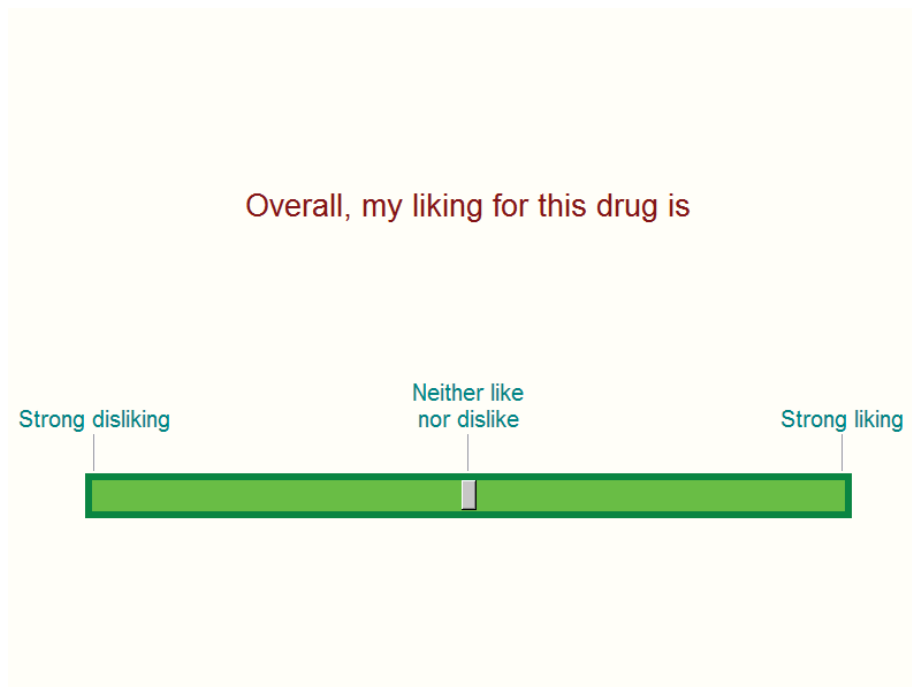 Overall, my liking for this drug is
Neither like
nor dislike
Strong disliking
Strong liking